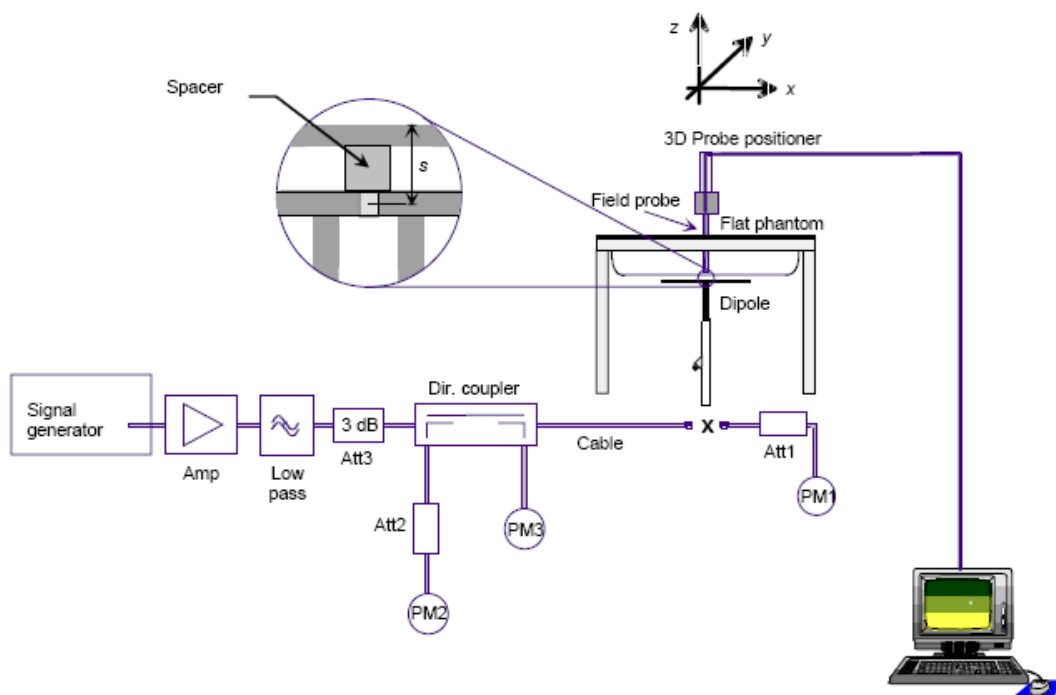 z
y
x
Spacer
s
3D Probe positioner
Field probe
Flat phantom
Dipole
Signal
generator
Amp
Low
pass
3 dB
Att3
Dir. coupler
Cable
X
Att1
PM1
Att2
PM3
PM2